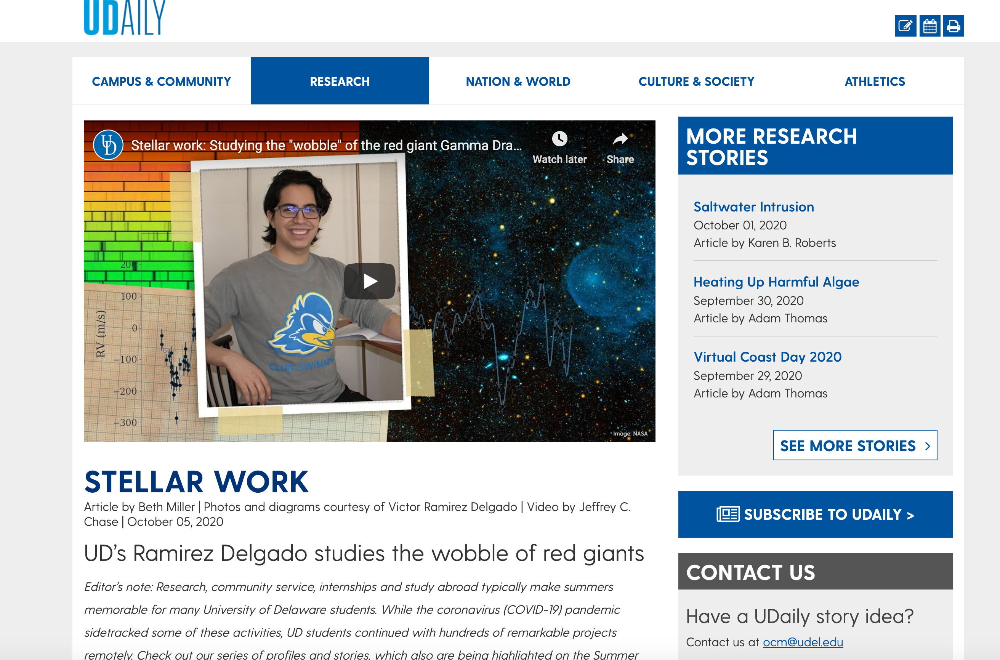 UDAILY
CAMPUS & COMMUNITY
RESEARCH
NATION & WORLD
CULTURE & SOCIETY
ATHLETICS
UD
Stellar work: Studying the "wobble" of the red giant Gamma Dra...
Watch later
Share
200
100
0
−100
−200
−300
RV (m/s)
CLUB SWIMMING
Image: NASA
STELLAR WORK
Article by Beth Miller | Photos and diagrams courtesy of Victor Ramirez Delgado | Video by Jeffrey C.
Chase | October 05, 2020
UD’s Ramirez Delgado studies the wobble of red giants
Editor’s note: Research, community service, internships and study abroad typically make summers
memorable for many University of Delaware students. While the coronavirus (COVID-19) pandemic
sidetracked some of these activities, UD students continued with hundreds of remarkable projects
remotely. Check out our series of profiles and stories, which also are being highlighted on the Summer
MORE RESEARCH
STORIES
Saltwater Intrusion
October 01, 2020
Article by Karen B. Roberts
Heating Up Harmful Algae
September 30, 2020
Article by Adam Thomas
Virtual Coast Day 2020
September 29, 2020
Article by Adam Thomas
SEE MORE STORIES >
SUBSCRIBE TO UDAILY >
CONTACT US
Have a UDaily story idea?
Contact us at ocm@udel.edu